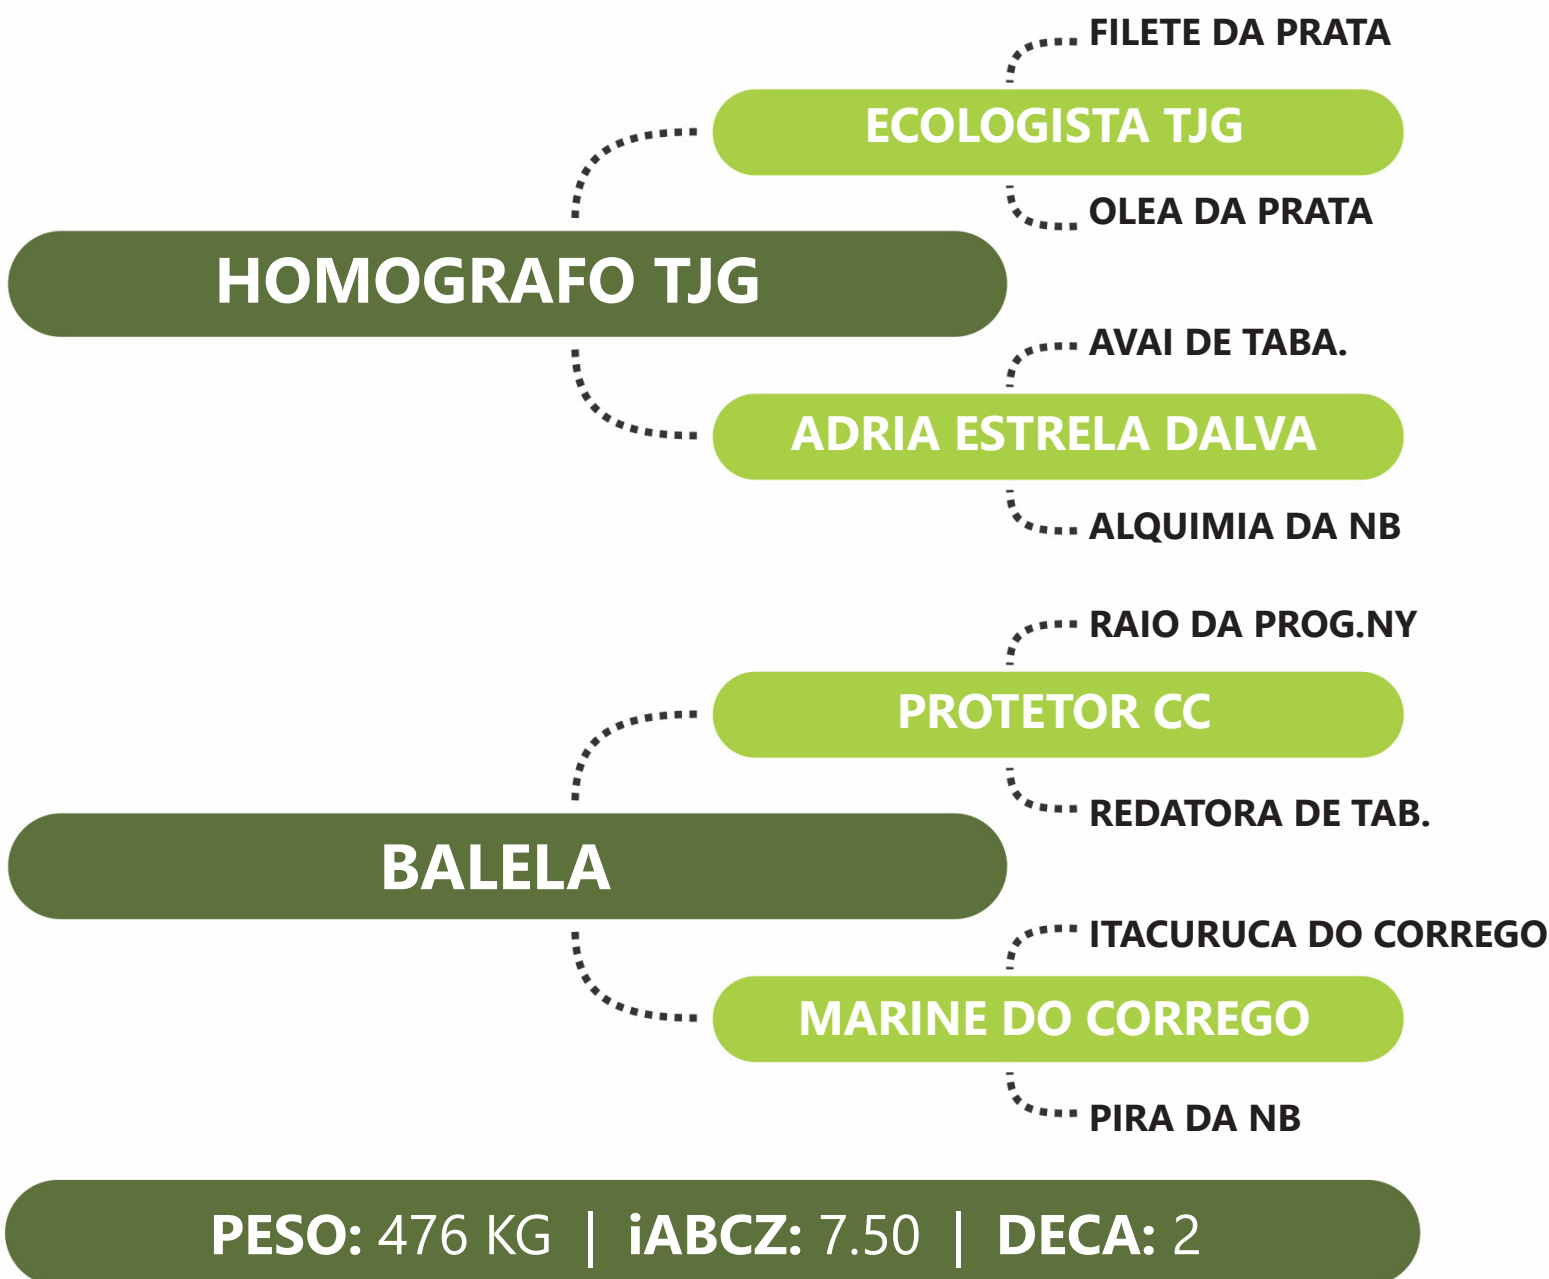 FILETE DA PRATA
ECOLOGISTA TJG
OLEA DA PRATA
HOMOGRAFO TJG
AVAI DE TABA.
ADRIA ESTRELA DALVA
ALQUIMIA DA NB
RAIO DA PROG.NY
PROTETOR CC
REDATORA DE TAB.
BALELA
ITACURUCA DO CORREGO
MARINE DO CORREGO
PIRA DA NB
PESO: 476 KG | iABCZ: 7.50 | DECA: 2